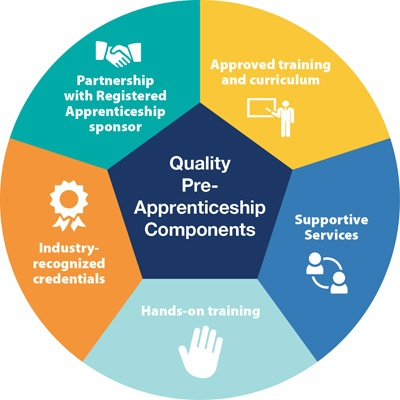 Partnership
with Registered
Apprenticeship
sponsor
Approved training
and curriculum
Quality
Pre-
Apprenticeship
Components
Industry-
recognized
credentials
Supportive
Services
Hands-on training